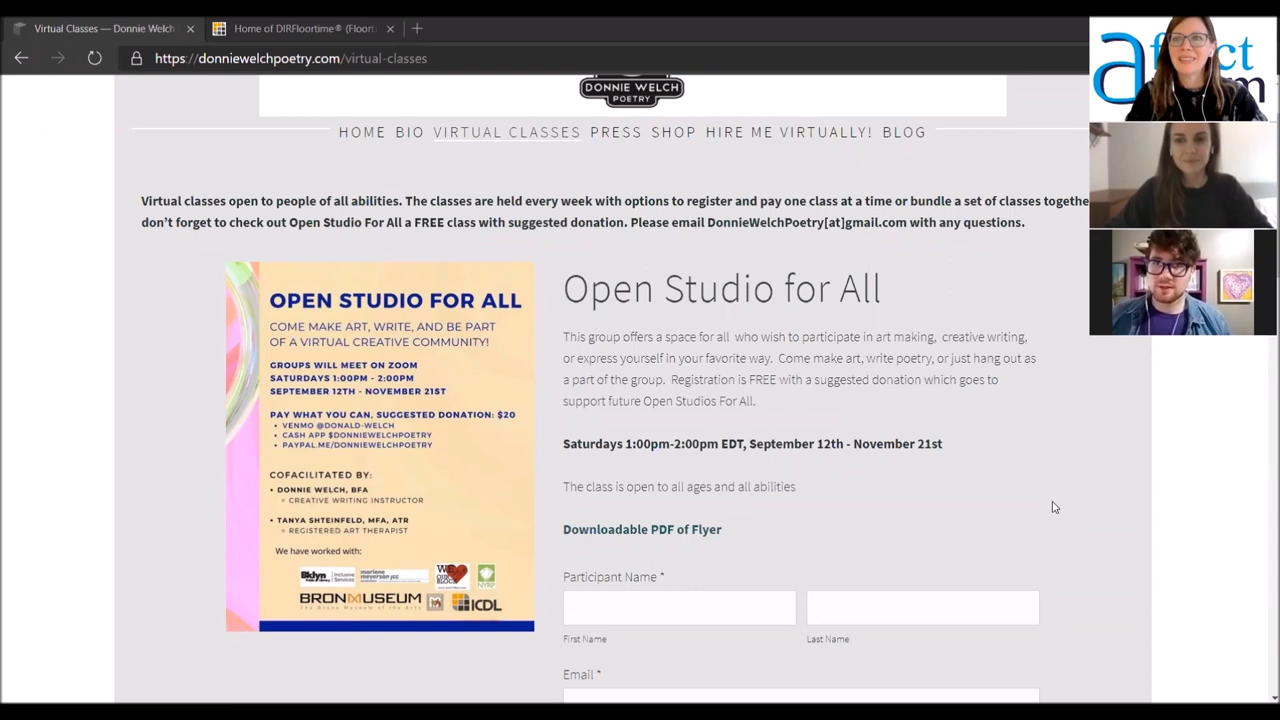 Virtual Classes — Donnie Welch
Home of DIRFloortime® (Floorti
https://donniewelchpoetry.com/virtual-classes
DONNIE WELCH
POETRY
HOME BIO VIRTUAL CLASSES PRESS SHOP HIRE ME VIRTUALLY! BLOG
Virtual classes open to people of all abilities. The classes are held every week with options to register and pay one class at a time or bundle a set of classes togethe
don't forget to check out Open Studio For All a FREE class with suggested donation. Please email DonnieWelchPoetry[at]gmail.com with any questions.
OPEN STUDIO FOR ALL
COME MAKE ART, WRITE, AND BE PART
OF A VIRTUAL CREATIVE COMMUNITY!
GROUPS WILL MEET ON ZOOM
SATURDAYS 1:00PM - 2:00PM
SEPTEMBER 12TH - NOVEMBER 21ST
PAY WHAT YOU CAN, SUGGESTED DONATION: $20
• VENMO @DONALD-WELCH
• CASH APP $DONNIEWELCHPOETRY
• PAYPAL.ME/DONNIEWELCHPOETRY
COFACILITATED BY:
• DONNIE WELCH, BFA
CREATIVE WRITING INSTRUCTOR
• TANYA SHTEINFELD, MFA, ATR
REGISTERED ART THERAPIST
We have worked with:
Bklyn Inclusive Services
marlene meyerson jcc
WE OUR BLOCK
NYRP
BRONXMUSEUM
The Bronx Museum of the Arts
ICDL
Open Studio for All
This group offers a space for all who wish to participate in art making, creative writing,
or express yourself in your favorite way. Come make art, write poetry, or just hang out as
a part of the group. Registration is FREE with a suggested donation which goes to
support future Open Studios For All.
Saturdays 1:00pm-2:00pm EDT, September 12th - November 21st
The class is open to all ages and all abilities
Downloadable PDF of Flyer
Participant Name *
First Name
Last Name
Email *